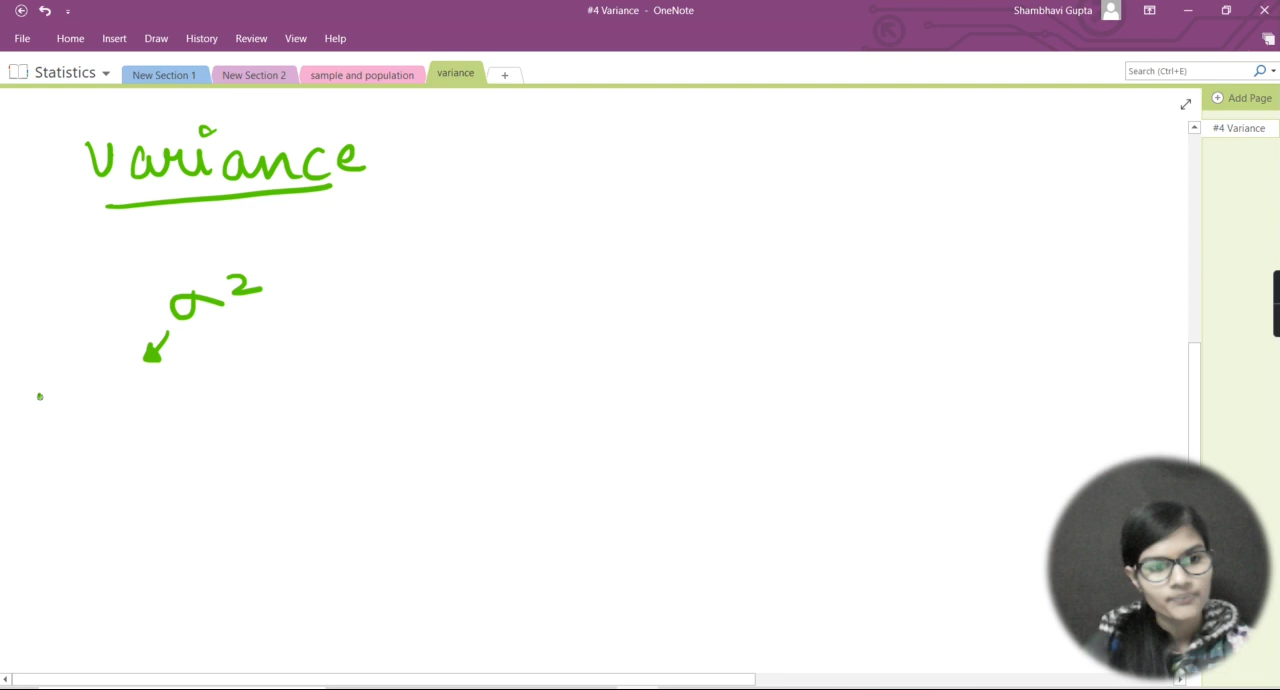 #4 Variance - OneNote
Shambhavi Gupta
File Home Insert Draw History Review View Help
Statistics New Section 1 New Section 2 sample and population variance +
Search (Ctrl+E)
Add Page
#4 Variance
variance
σ²